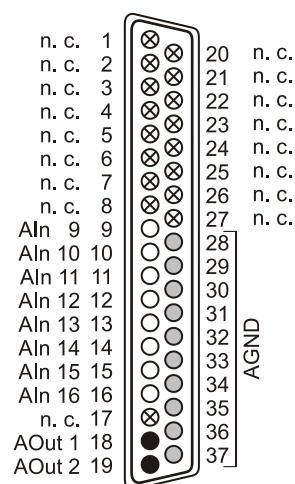 n. c. 1
n. c. 2
n. c. 3
n. c. 4
n. c. 5
n. c. 6
n. c. 7
n. c. 8
AIn 9 9
AIn 10 10
AIn 11 11
AIn 12 12
AIn 13 13
AIn 14 14
AIn 15 15
AIn 16 16
n. c. 17
AOut 1 18
AOut 2 19
20 n. c.
21 n. c.
22 n. c.
23 n. c.
24 n. c.
25 n. c.
26 n. c.
27 n. c.
28
29
30
31
32
33
34
35
36
37
AGND